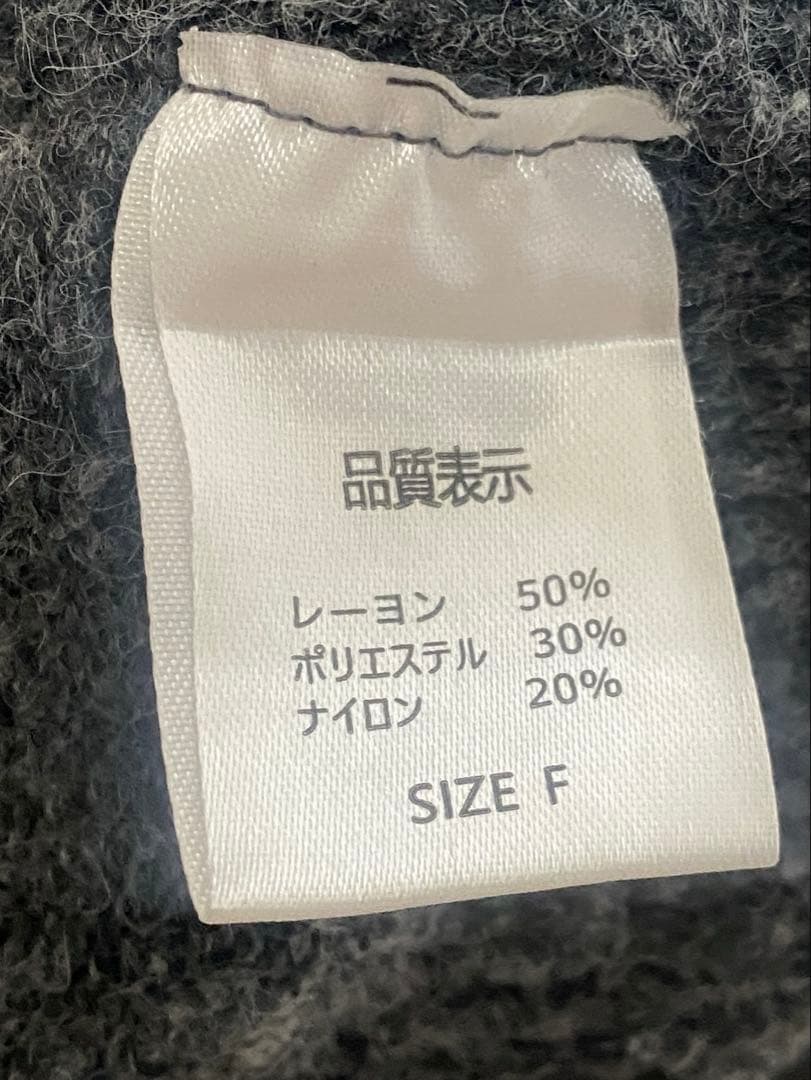 品質表示
レーヨン 50%
ポリエステル 30%
ナイロン 20%
SIZE F